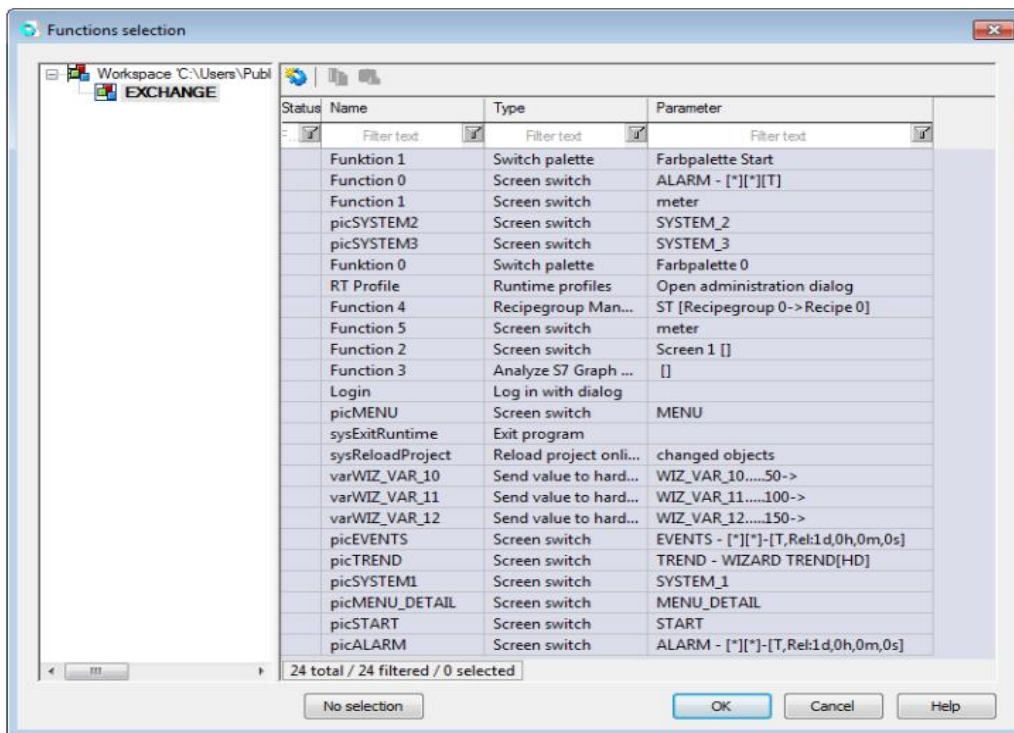 Functions selection
Workspace 'C:\Users\Publ
EXCHANGE
Status Name Type Parameter
F... Filter text Filter text Filter text
Funktion 1 Switch palette Farbpalette Start
Function 0 Screen switch ALARM - [*][*][T]
Function 1 Screen switch meter
picSYSTEM2 Screen switch SYSTEM_2
picSYSTEM3 Screen switch SYSTEM_3
Funktion 0 Switch palette Farbpalette 0
RT Profile Runtime profiles Open administration dialog
Function 4 Recipegroup Man... ST [Recipegroup 0->Recipe 0]
Function 5 Screen switch meter
Function 2 Screen switch Screen 1 []
Function 3 Analyze S7 Graph ... []
Login Log in with dialog
picMENU Screen switch MENU
sysExitRuntime Exit program
sysReloadProject Reload project onli... changed objects
varWIZ_VAR_10 Send value to hard... WIZ_VAR_10.....50->
varWIZ_VAR_11 Send value to hard... WIZ_VAR_11.....100->
varWIZ_VAR_12 Send value to hard... WIZ_VAR_12.....150->
picEVENTS Screen switch EVENTS - [*][*]-[T,Rel:1d,0h,0m,0s]
picTREND Screen switch TREND - WIZARD TREND[HD]
picSYSTEM1 Screen switch SYSTEM_1
picMENU_DETAIL Screen switch MENU_DETAIL
picSTART Screen switch START
picALARM Screen switch ALARM - [*][*]-[T,Rel:1d,0h,0m,0s]
24 total / 24 filtered / 0 selected
No selection OK Cancel Help